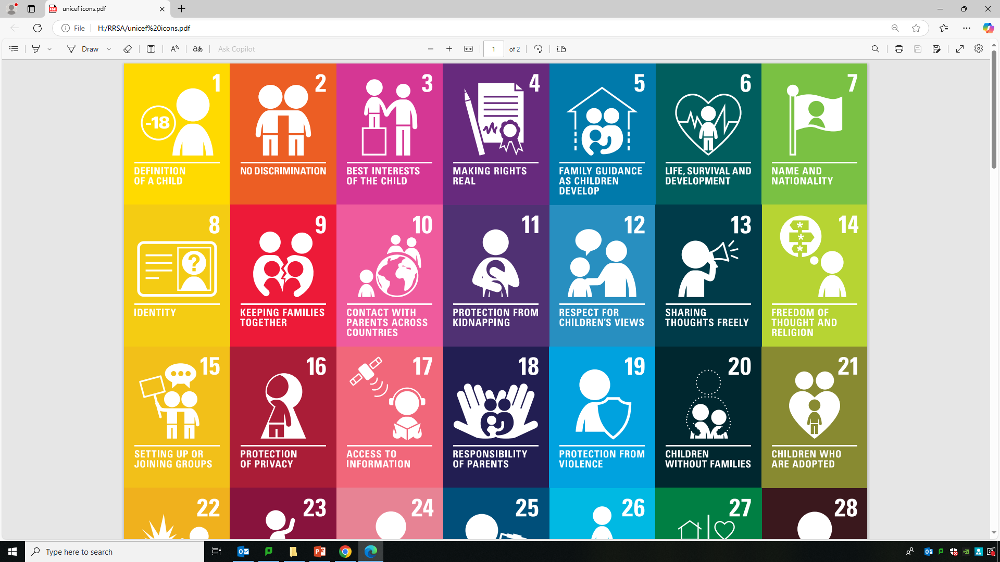 unicef icons.pdf
File
H:/RRSA/unicef%20icons.pdf
Draw
Ask Copilot
1
of 2
1
-18
DEFINITION
OF A CHILD
2
NO DISCRIMINATION
3
BEST INTERESTS
OF THE CHILD
4
MAKING RIGHTS
REAL
5
FAMILY GUIDANCE
AS CHILDREN
DEVELOP
6
LIFE, SURVIVAL AND
DEVELOPMENT
7
NAME AND
NATIONALITY
8
?
IDENTITY
9
KEEPING FAMILIES
TOGETHER
10
CONTACT WITH
PARENTS ACROSS
COUNTRIES
11
PROTECTION FROM
KIDNAPPING
12
RESPECT FOR
CHILDREN'S VIEWS
13
SHARING
THOUGHTS FREELY
14
FREEDOM OF
THOUGHT AND
RELIGION
15
SETTING UP OR
JOINING GROUPS
16
PROTECTION
OF PRIVACY
17
ACCESS TO
INFORMATION
18
RESPONSIBILITY
OF PARENTS
19
PROTECTION FROM
VIOLENCE
20
CHILDREN
WITHOUT FAMILIES
21
CHILDREN WHO
ARE ADOPTED
22
23
24
25
26
27
28
Type here to search